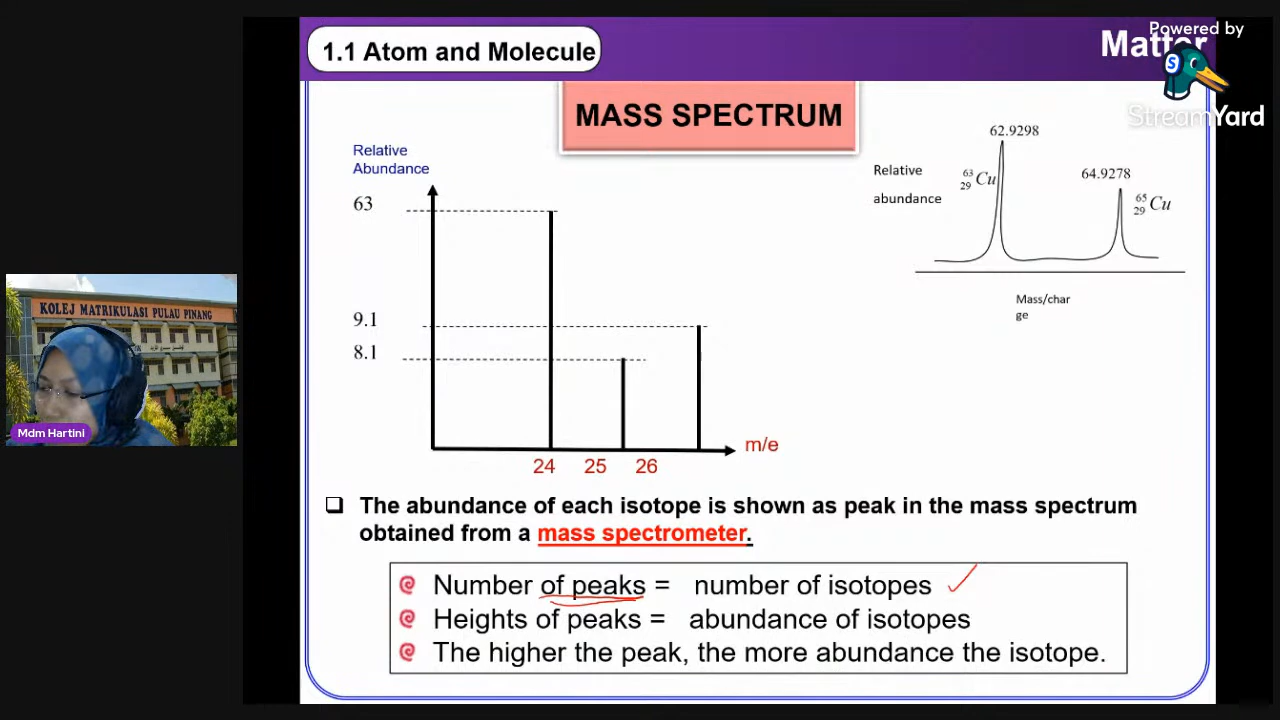 1.1 Atom and Molecule
Matter
Powered by
StreamYard
MASS SPECTRUM
Relative
Abundance
63
9.1
8.1
24 25 26
m/e
62.9298
Relative
abundance
63
29 Cu
64.9278
65
29 Cu
Mass/char
ge
KOLEJ MATRIKULASI PULAU PINANG
Mdm Hartini
The abundance of each isotope is shown as peak in the mass spectrum
obtained from a mass spectrometer.
Number of peaks = number of isotopes
Heights of peaks = abundance of isotopes
The higher the peak, the more abundance the isotope.